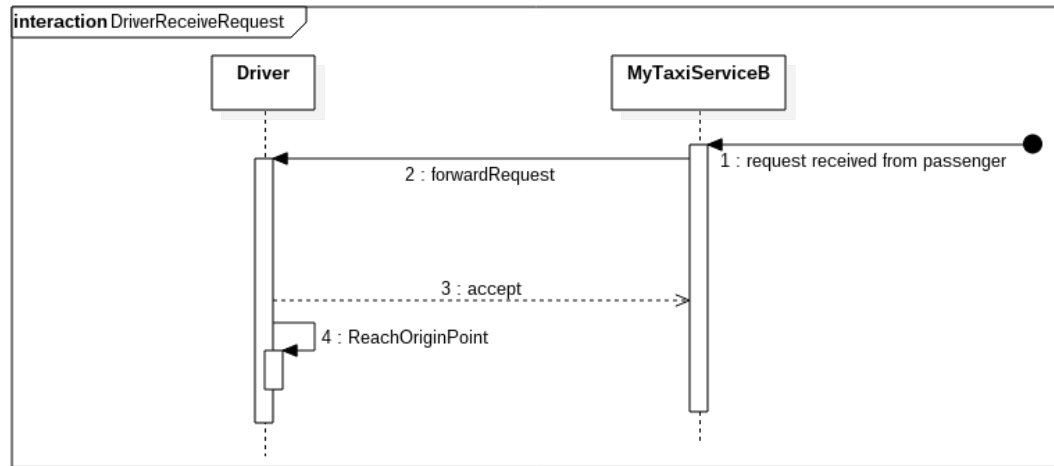 interaction DriverReceiveRequest
Driver
MyTaxiServiceB
1 : request received from passenger
2 : forwardRequest
3 : accept
4 : ReachOriginPoint